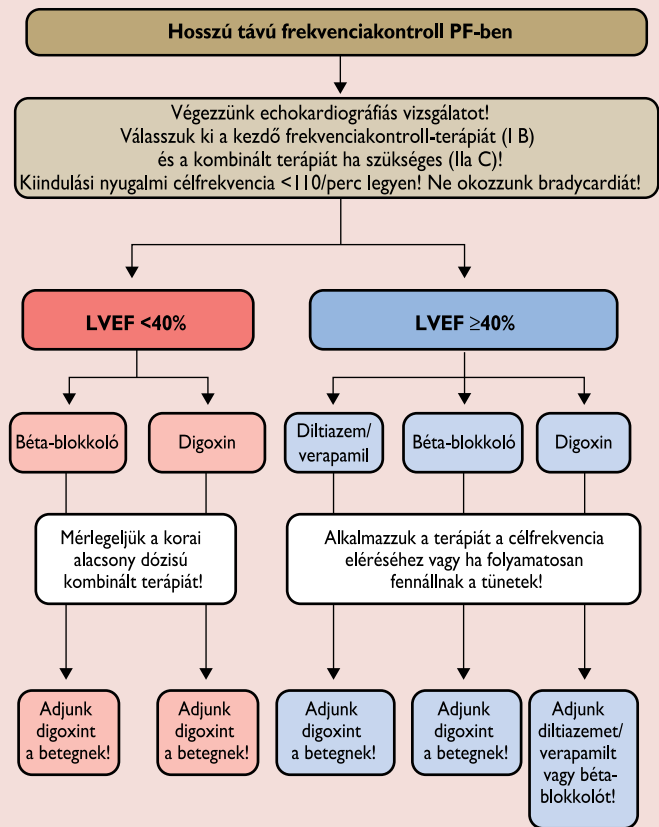 Hosszú távú frekvenciakontroll PF-ben
Végezzünk echokardiográfiás vizsgálatot!
Válasszuk ki a kezdő frekvenciakontroll-terápiát (I B)
és a kombinált terápiát ha szükséges (IIa C)!
Kiindulási nyugalmi célfrekvencia <110/perc legyen! Ne okozzunk bradycardiát!
LVEF <40%
LVEF ≥40%
Béta-blokkoló
Digoxin
Diltiazem/
verapamil
Béta-blokkoló
Digoxin
Mérlegeljük a korai
alacsony dózisú
kombinált terápiát!
Alkalmazzuk a terápiát a célfrekvencia
eléréséhez vagy ha folyamatosan
fennállnak a tünetek!
Adjunk
digoxint
a betegnek!
Adjunk
digoxint
a betegnek!
Adjunk
digoxint
a betegnek!
Adjunk
digoxint
a betegnek!
Adjunk
diltiazemet/
verapamilt
vagy béta-
blokkolót!